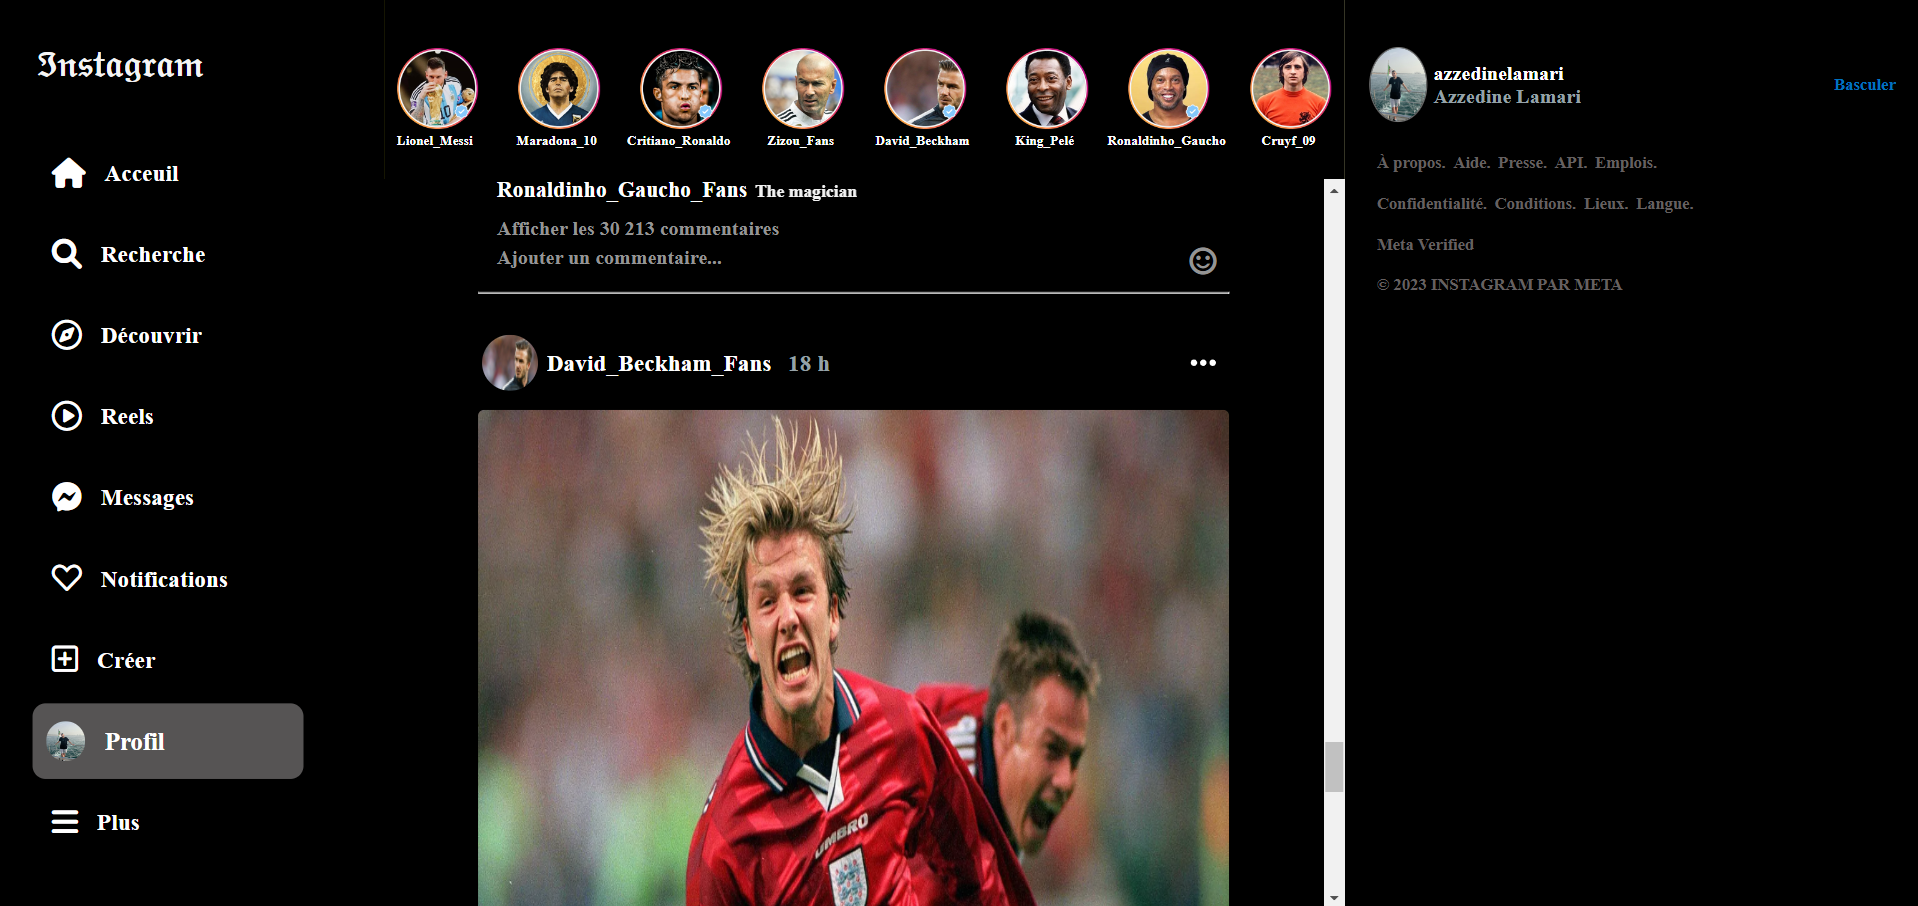 Instagram
Acceuil
Recherche
Découvrir
Reels
Messages
Notifications
Créer
Profil
Plus
Lionel_Messi
Maradona_10
Critiano_Ronaldo
Zizou_Fans
David_Beckham
King_Pelé
Ronaldinho_Gaucho
Cruyf_09
Ronaldinho_Gaucho_Fans The magician
Afficher les 30 213 commentaires
Ajouter un commentaire...
David_Beckham_Fans 18 h
UMBRO
10
azzedinelamari
Azzedine Lamari
Basculer
À propos. Aide. Presse. API. Emplois.
Confidentialité. Conditions. Lieux. Langue.
Meta Verified
© 2023 INSTAGRAM PAR META